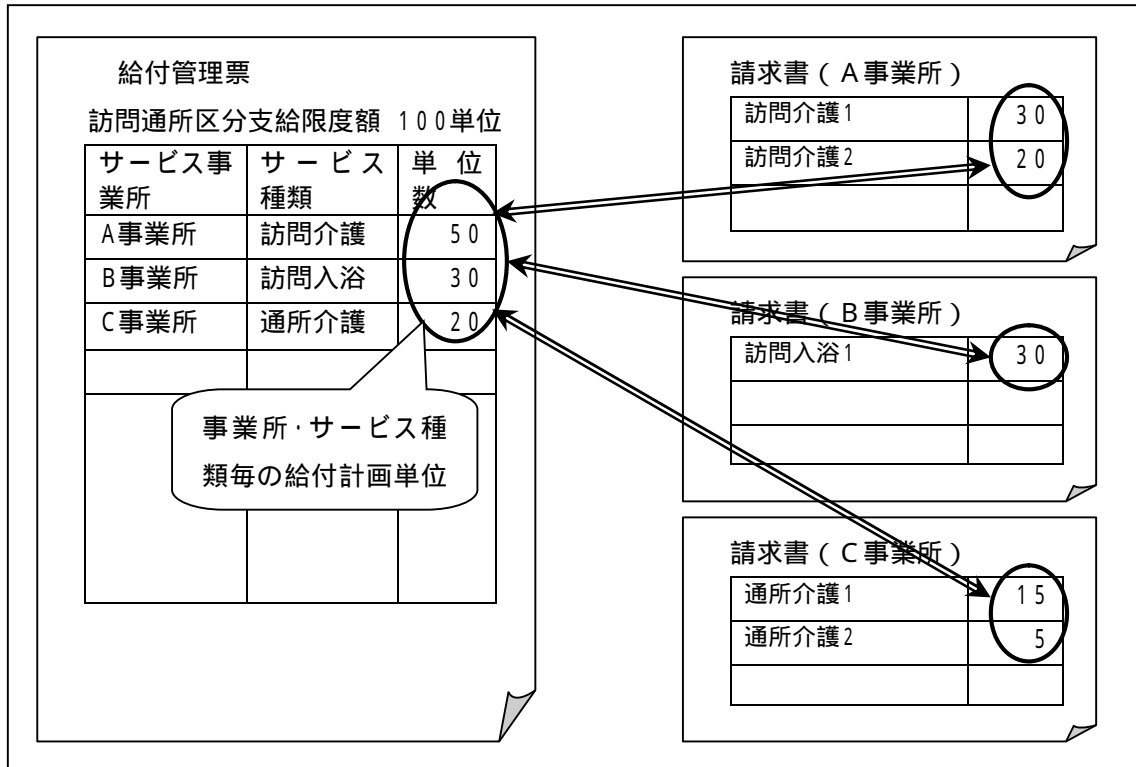 給付管理票
訪問通所区分支給限度額 100単位
サービス事業所 サービス種類 単位数
A事業所 訪問介護 50
B事業所 訪問入浴 30
C事業所 通所介護 20
事業所・サービス種
類毎の給付計画単位
請求書(A事業所)
訪問介護1 30
訪問介護2 20
請求書(B事業所)
訪問入浴1 30
請求書(C事業所)
通所介護1 15
通所介護2 5